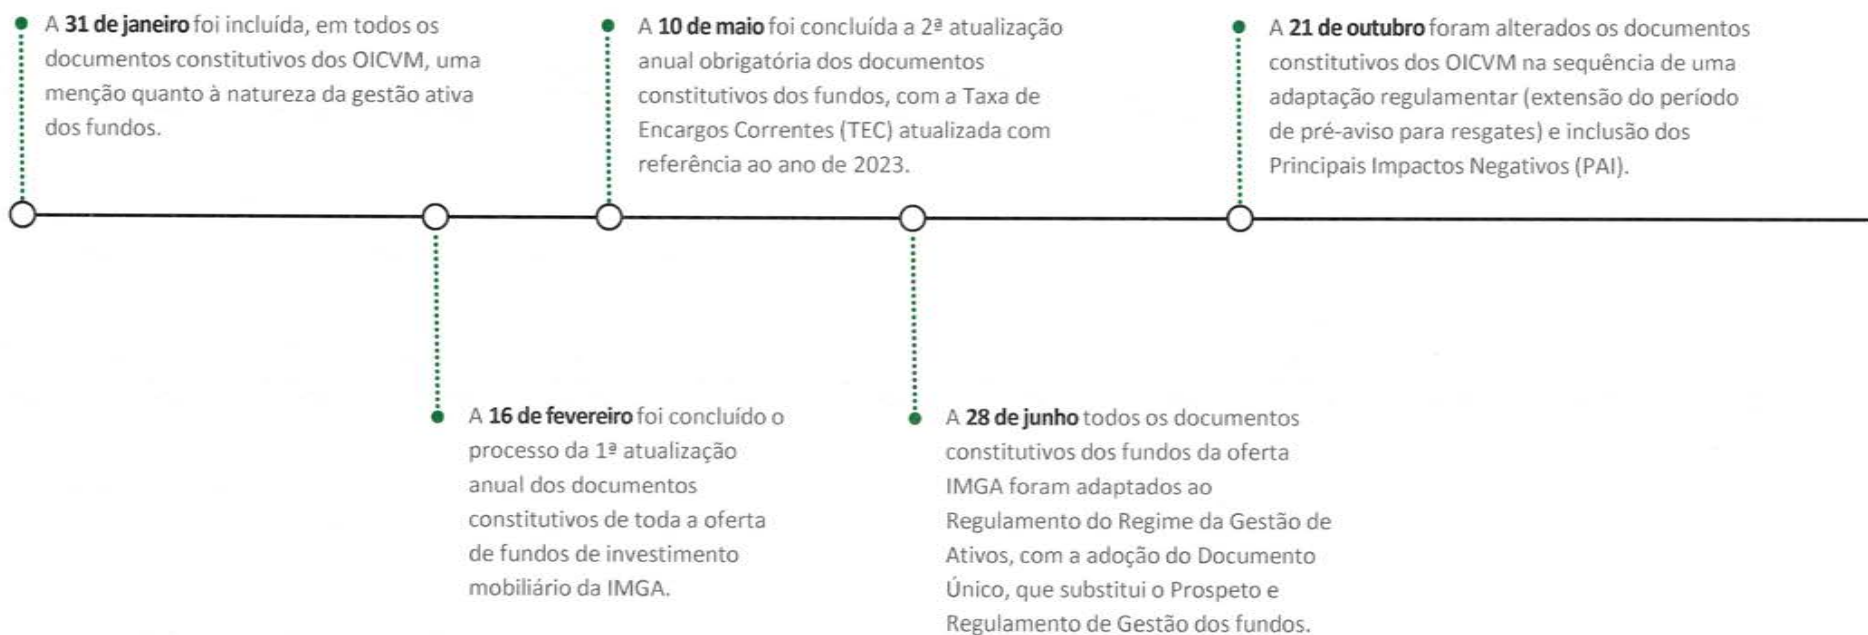 A 31 de janeiro foi incluída, em todos os
documentos constitutivos dos OICVM, uma
menção quanto à natureza da gestão ativa
dos fundos.
A 10 de maio foi concluída a 2ª atualização
anual obrigatória dos documentos
constitutivos dos fundos, com a Taxa de
Encargos Correntes (TEC) atualizada com
referência ao ano de 2023.
A 21 de outubro foram alterados os documentos
constitutivos dos OICVM na sequência de uma
adaptação regulamentar (extensão do período
de pré-aviso para resgates) e inclusão dos
Principais Impactos Negativos (PAI).
A 16 de fevereiro foi concluído o
processo da 1ª atualização
anual dos documentos
constitutivos de toda a oferta
de fundos de investimento
mobiliário da IMGA.
A 28 de junho todos os documentos
constitutivos dos fundos da oferta
IMGA foram adaptados ao
Regulamento do Regime da Gestão de
Ativos, com a adoção do Documento
Único, que substitui o Prospeto e
Regulamento de Gestão dos fundos.